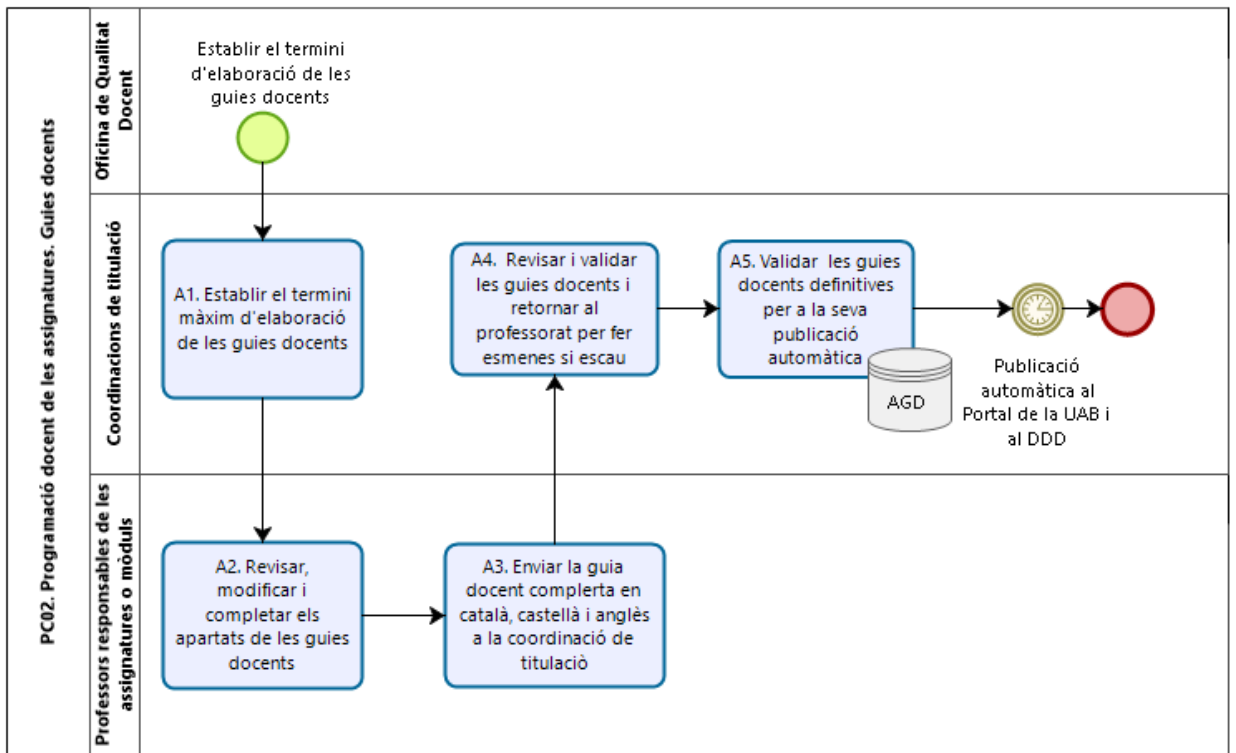 PC02. Programació docent de les assignatures. Guies docents
Oficina de Qualitat
Docent
Establir el termini
d'elaboració de les
guies docents
Coordinacions de titulació
A1. Establir el termini
màxim d'elaboració
de les guies docents
A4. Revisar i validar
les guies docents i
retornar al
professorat per fer
esmenes si escau
A5. Validar les guies
docents definitives
per a la seva
publicació
automàtica
AGD
Publicació
automàtica al
Portal de la UAB i
al DDD
Professors responsables de les
assignatures o mòduls
A2. Revisar,
modificar i
completar els
apartats de les guies
docents
A3. Enviar la guia
docent complerta en
català, castellà i anglès
a la coordinació de
titulaciò